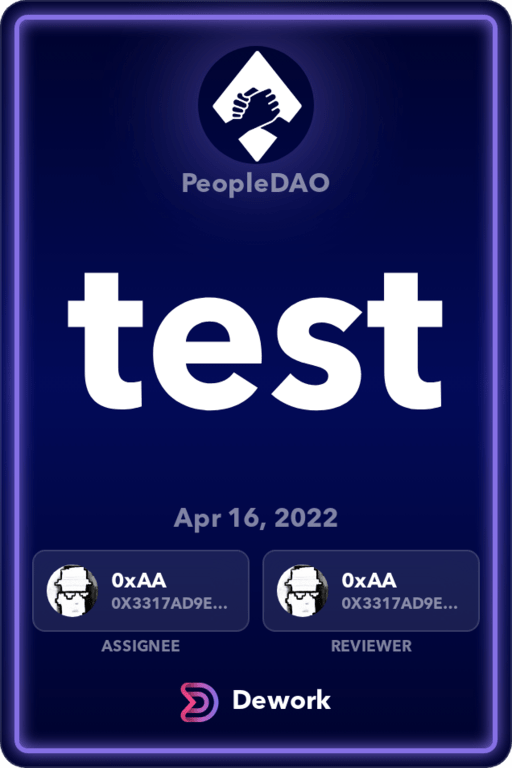 PeopleDAO
test
Apr 16, 2022
0xAA
0X3317AD9E...
ASSIGNEE
0xAA
0X3317AD9E...
REVIEWER
Dework